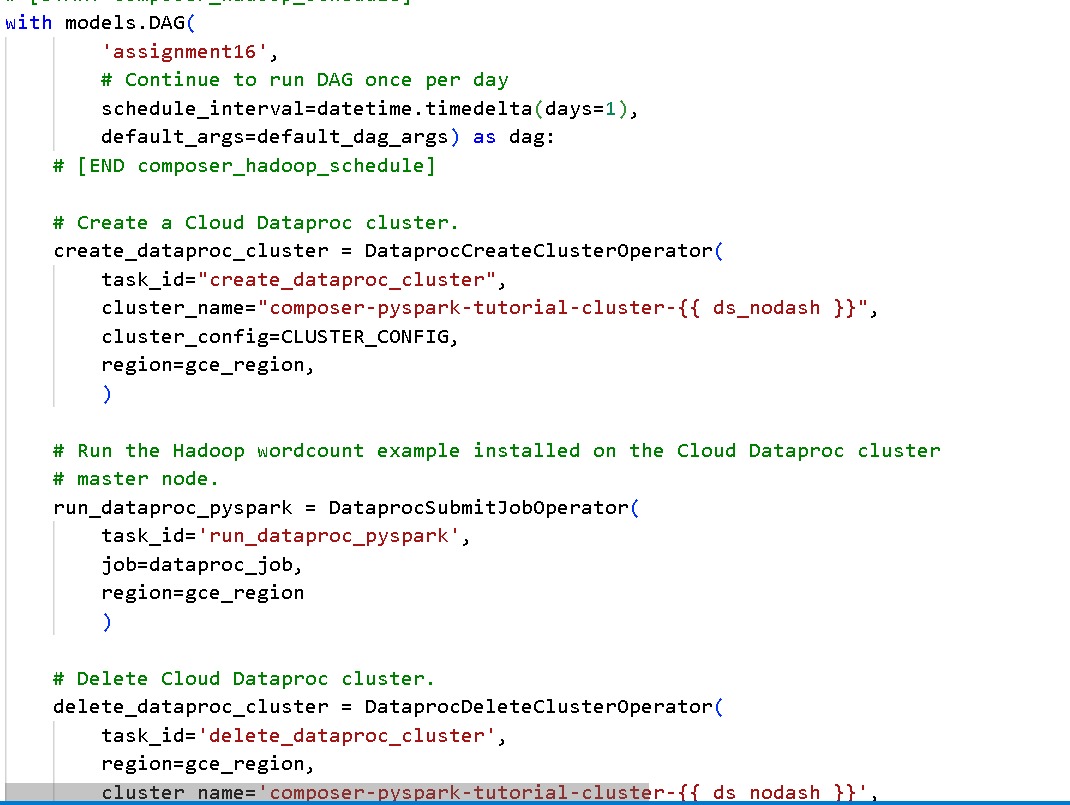 with models.DAG(
        'assignment16',
        # Continue to run DAG once per day
        schedule_interval=datetime.timedelta(days=1),
        default_args=default_dag_args) as dag:
    # [END composer_hadoop_schedule]

    # Create a Cloud Dataproc cluster.
    create_dataproc_cluster = DataprocCreateClusterOperator(
        task_id="create_dataproc_cluster",
        cluster_name="composer-pyspark-tutorial-cluster-{{ ds_nodash }}",
        cluster_config=CLUSTER_CONFIG,
        region=gce_region,
        )

    # Run the Hadoop wordcount example installed on the Cloud Dataproc cluster
    # master node.
    run_dataproc_pyspark = DataprocSubmitJobOperator(
        task_id='run_dataproc_pyspark',
        job=dataproc_job,
        region=gce_region
        )

    # Delete Cloud Dataproc cluster.
    delete_dataproc_cluster = DataprocDeleteClusterOperator(
        task_id='delete_dataproc_cluster',
        region=gce_region,
        cluster_name='composer-pyspark-tutorial-cluster-{{ ds_nodash }}',